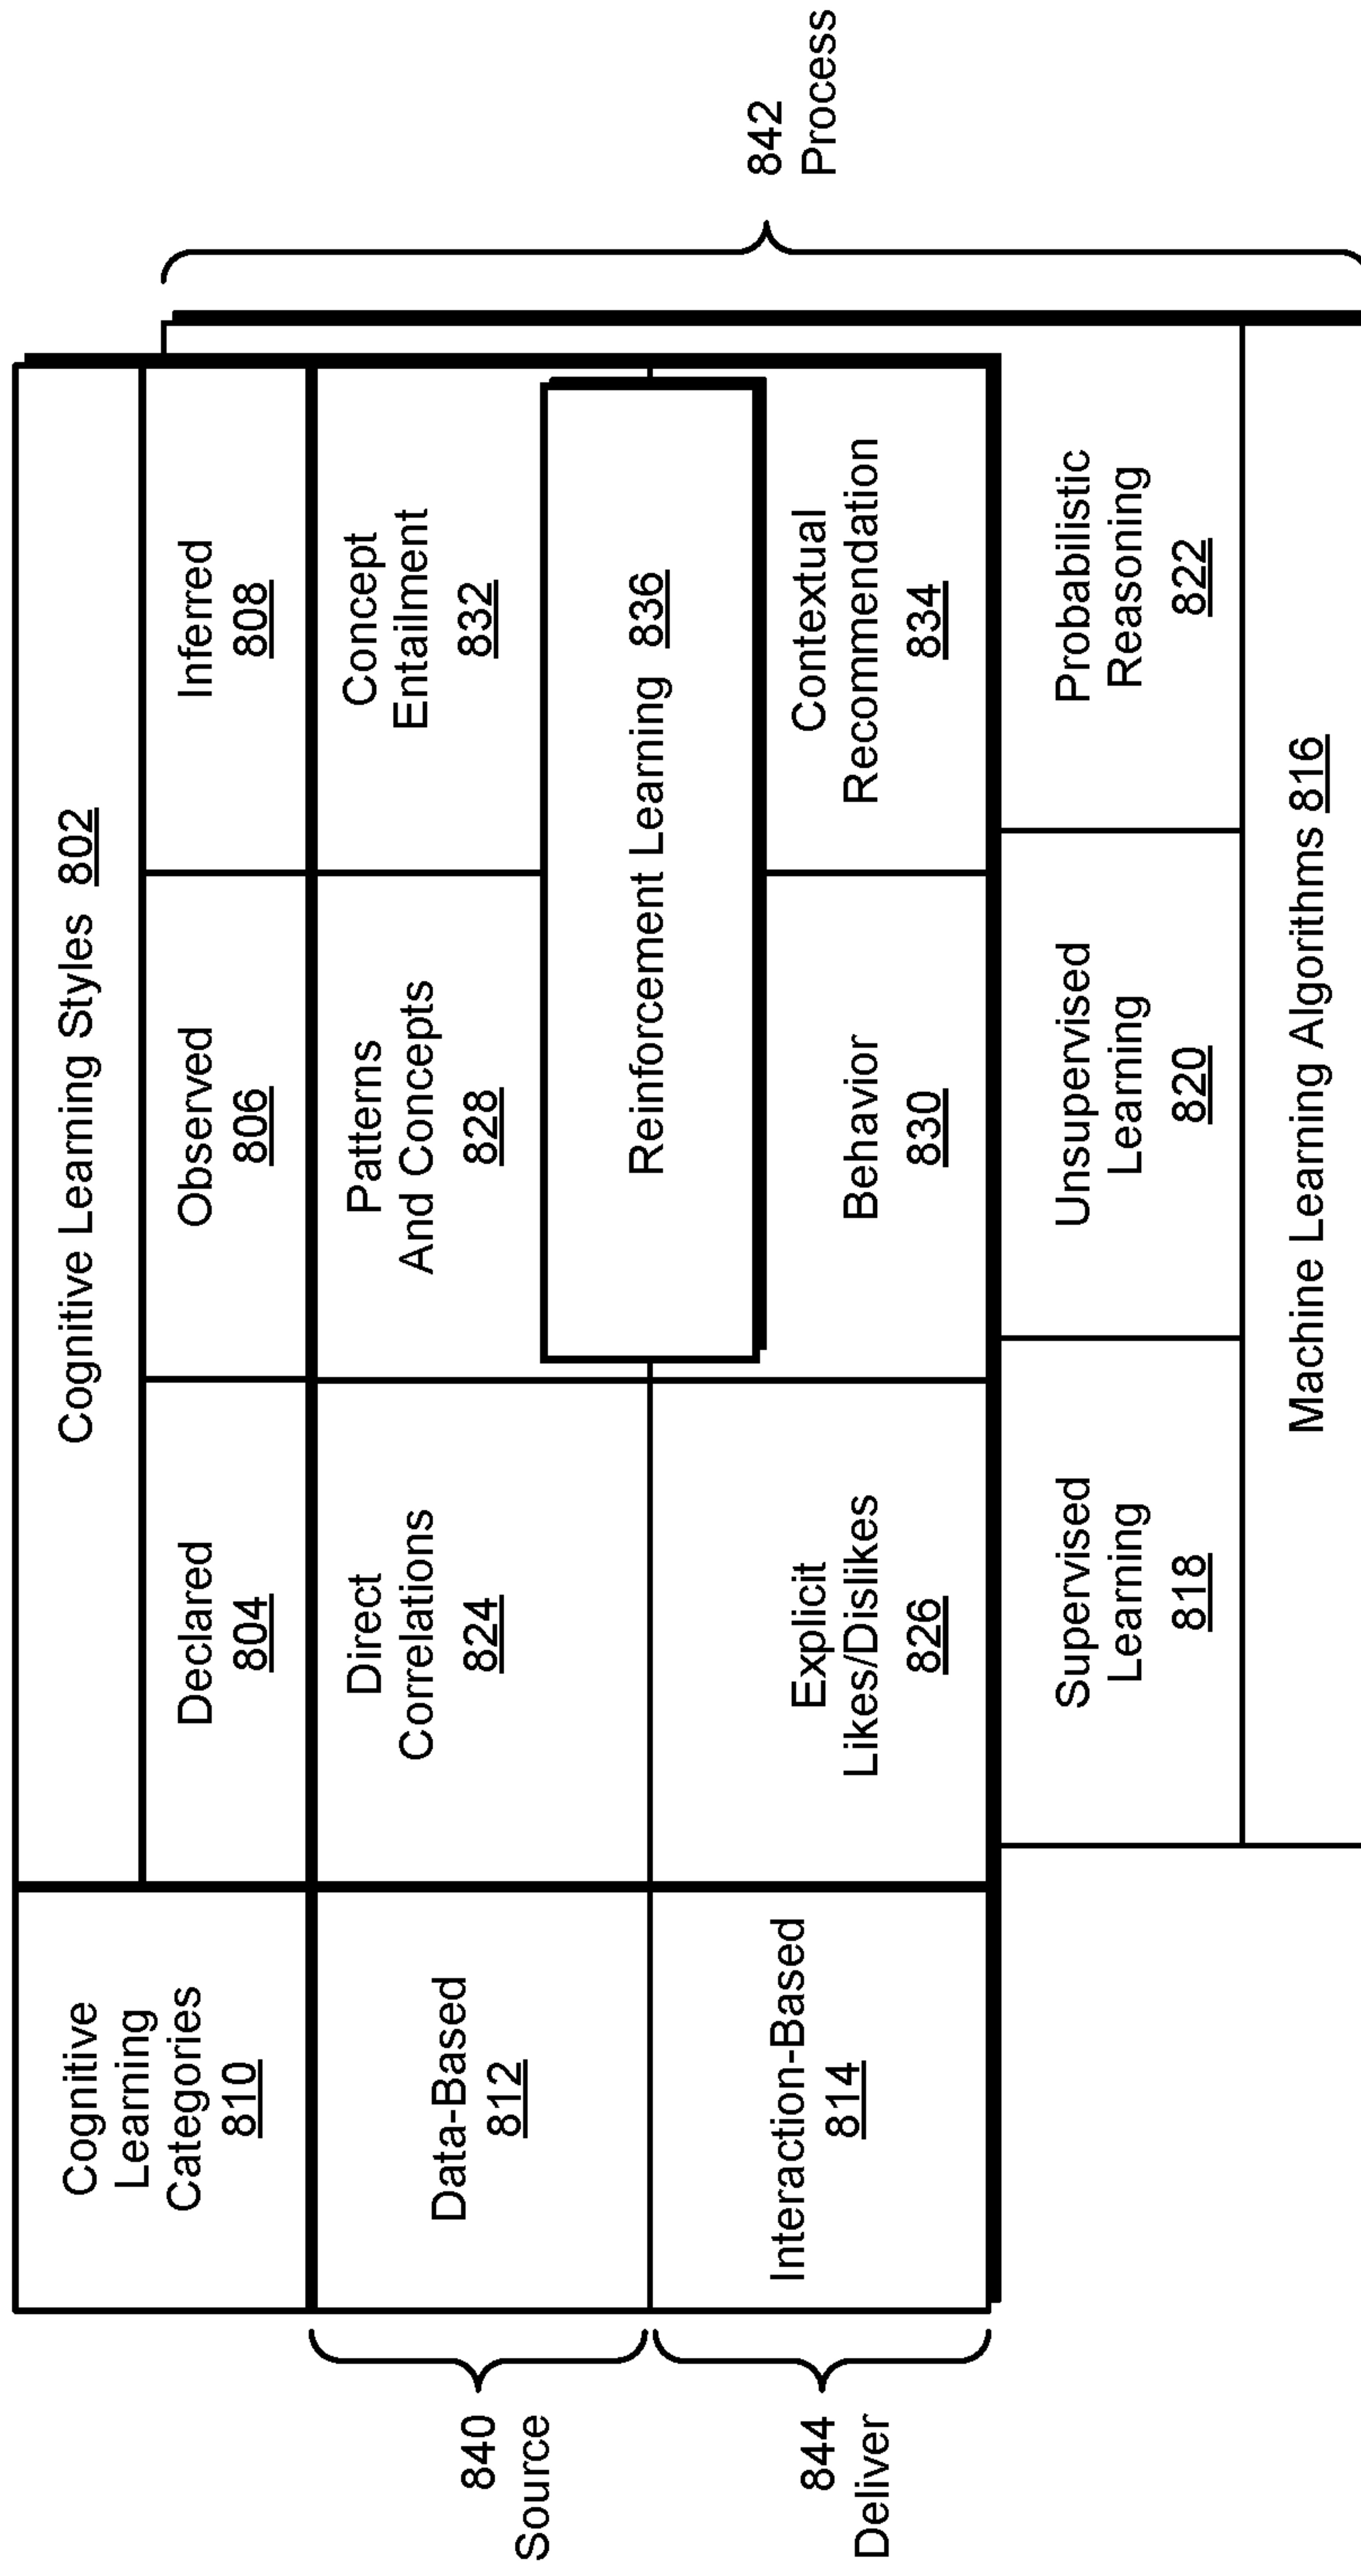 Cognitive Learning Styles 802
Cognitive
Learning
Categories
810
Declared
804
Observed
806
Inferred
808
840
Source
Data-Based
812
Direct
Correlations
824
Patterns
And Concepts
828
Concept
Entailment
832
Reinforcement Learning 836
844
Deliver
Interaction-Based
814
Explicit
Likes/Dislikes
826
Behavior
830
Contextual
Recommendation
834
842
Process
Supervised
Learning
818
Unsupervised
Learning
820
Probabilistic
Reasoning
822
Machine Learning Algorithms 816